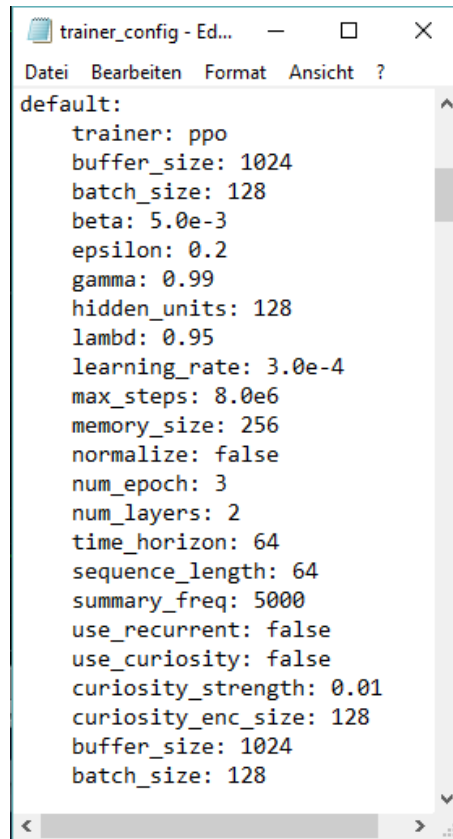 trainer_config - Ed...
Datei Bearbeiten Format Ansicht ?
default:
trainer: ppo
buffer_size: 1024
batch_size: 128
beta: 5.0e-3
epsilon: 0.2
gamma: 0.99
hidden_units: 128
lambd: 0.95
learning_rate: 3.0e-4
max_steps: 8.0e6
memory_size: 256
normalize: false
num_epoch: 3
num_layers: 2
time_horizon: 64
sequence_length: 64
summary_freq: 5000
use_recurrent: false
use_curiosity: false
curiosity_strength: 0.01
curiosity_enc_size: 128
buffer_size: 1024
batch_size: 128